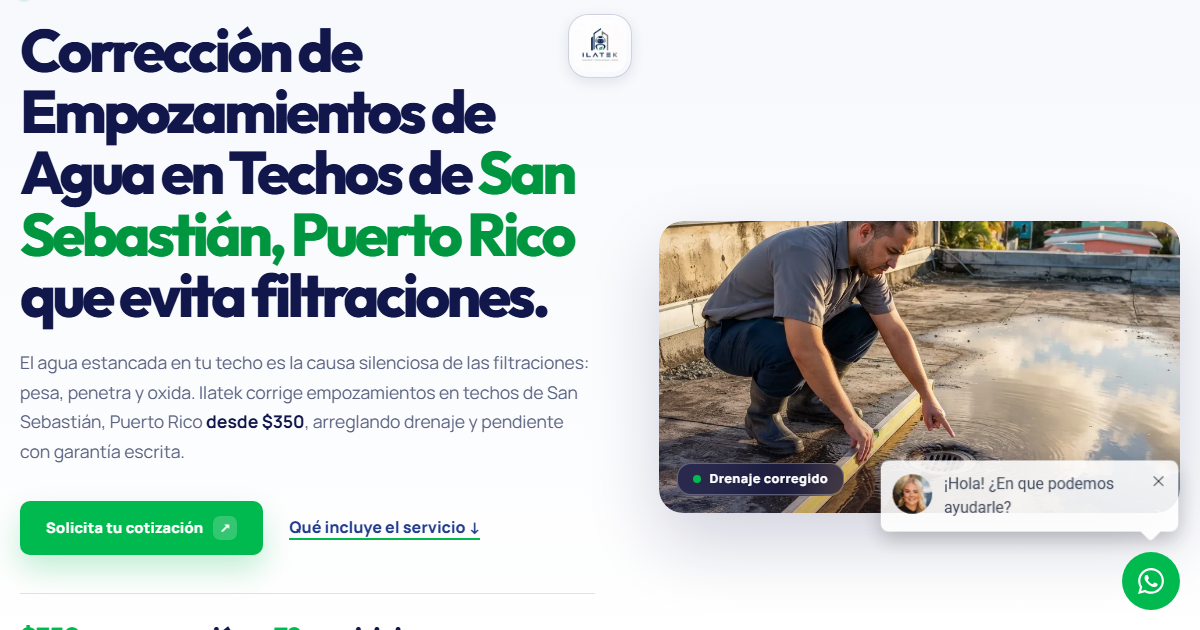 ILATEK
Corrección de
Empozamientos de
Agua en Techos de San
Sebastián, Puerto Rico
que evita filtraciones.
El agua estancada en tu techo es la causa silenciosa de las filtraciones:
pesa, penetra y oxida. Ilatek corrige empozamientos en techos de San
Sebastián, Puerto Rico desde $350, arreglando drenaje y pendiente
con garantía escrita.
Solicita tu cotización ↗
Qué incluye el servicio ↓
Drenaje corregido
¡Hola! ¿En que podemos
ayudarle?